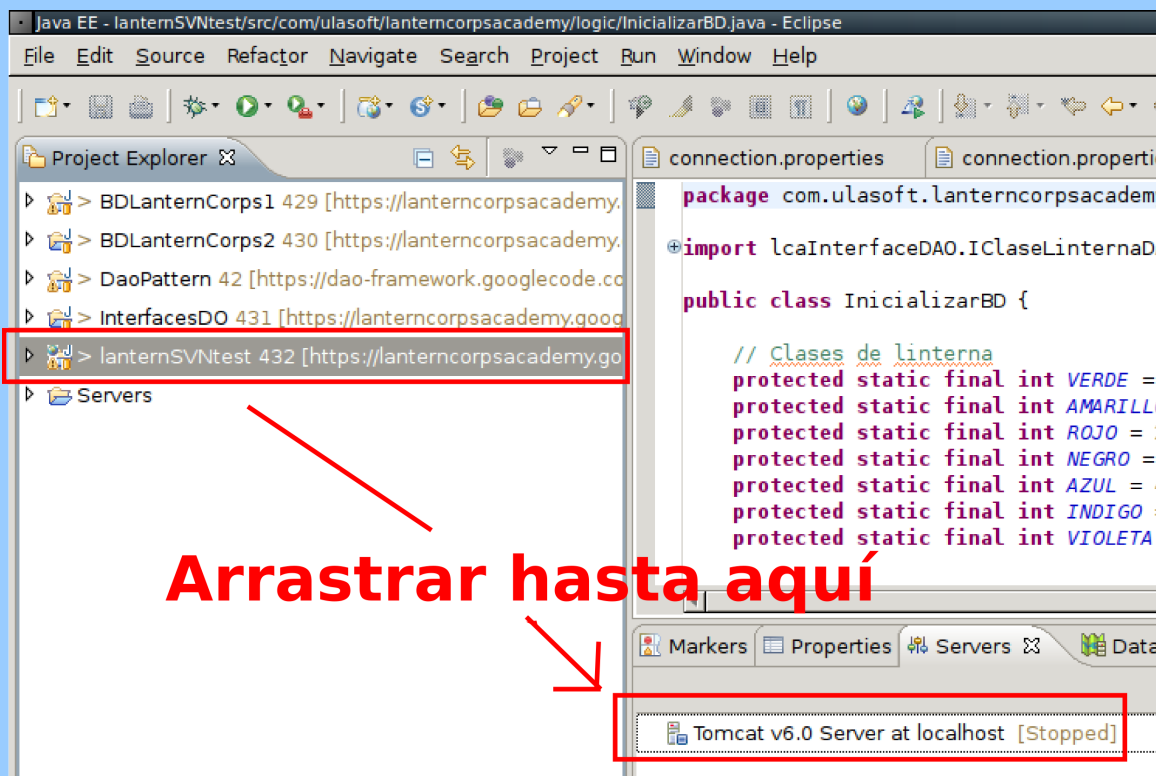 Java EE - lanternSVNtest/src/com/ulasoft/lanterncorpsacademy/logic/InicializarBD.java - Eclipse
File Edit Source Refactor Navigate Search Project Run Window Help
Project Explorer
connection.properties
connection.properti
> BDLanternCorps1 429 [https://lanterncorpsacademy.
> BDLanternCorps2 430 [https://lanterncorpsacademy.
> DaoPattern 42 [https://dao-framework.googlecode.co
> InterfacesDO 431 [https://lanterncorpsacademy.goog
> lanternSVNtest 432 [https://lanterncorpsacademy.go
Servers
package com.ulasoft.lanterncorpsacadem
import lcaInterfaceDAO.IClaseLinternaD
public class InicializarBD {
// Clases de linterna
protected static final int VERDE =
protected static final int AMARILLO
protected static final int ROJO =
protected static final int NEGRO =
protected static final int AZUL =
protected static final int INDIGO =
protected static final int VIOLETA
Arrastrar hasta aquí
Markers Properties Servers Data
Tomcat v6.0 Server at localhost [Stopped]